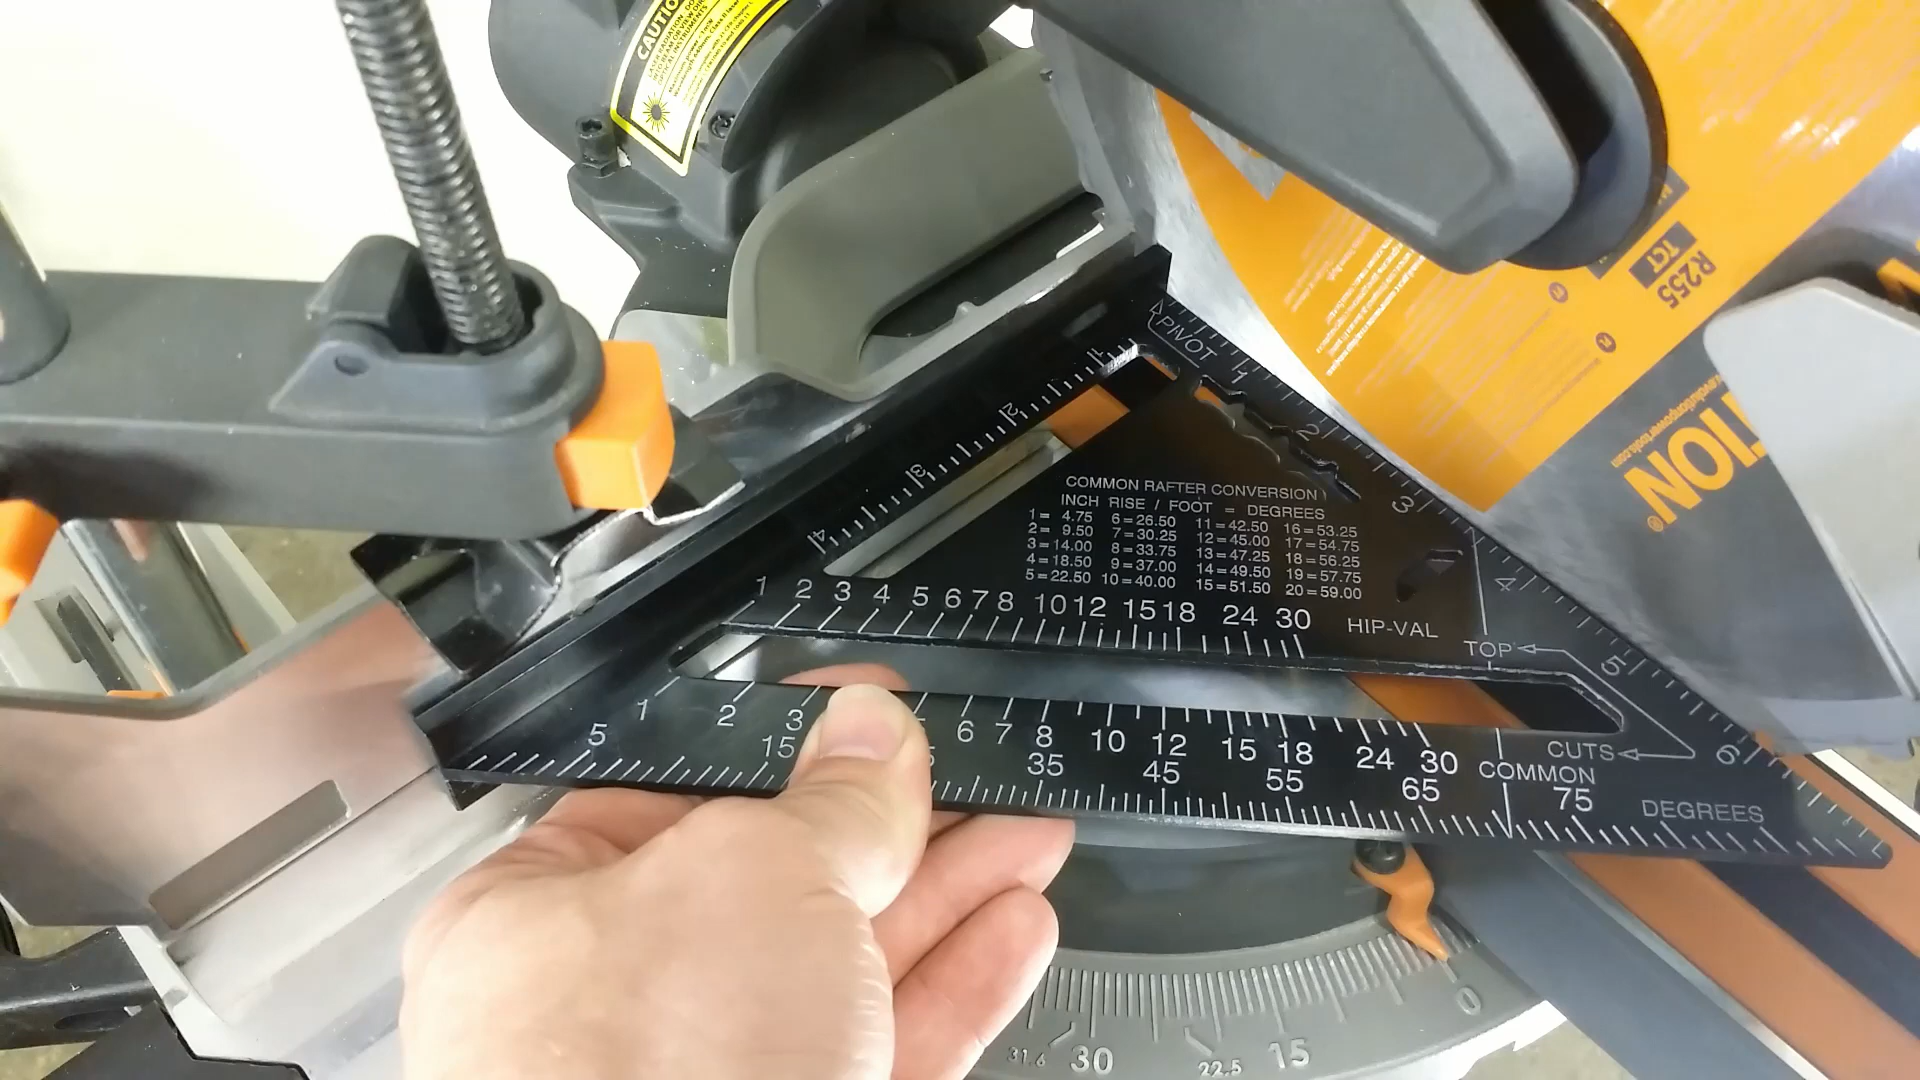 CAUTION
R255
TCT
TION®
PIVOT
1
2
3
4
5
6
1
2
3
4
COMMON RAFTER CONVERSION
INCH RISE / FOOT = DEGREES
1= 4.75 6=26.50 11=42.50 16=53.25
2= 9.50 7=30.25 12=45.00 17=54.75
3=14.00 8=33.75 13=47.25 18=56.25
4=18.50 9=37.00 14=49.50 19=57.75
5=22.50 10=40.00 15=51.50 20=59.00
1 2 3 4 5 6 7 8 10 12 15 18 24 30 HIP-VAL
TOP
CUTS
1 2 3 6 7 8 10 12 15 18 24 30 COMMON
5 15 35 45 55 65 75 DEGREES
31.6 30 22.5 15 0